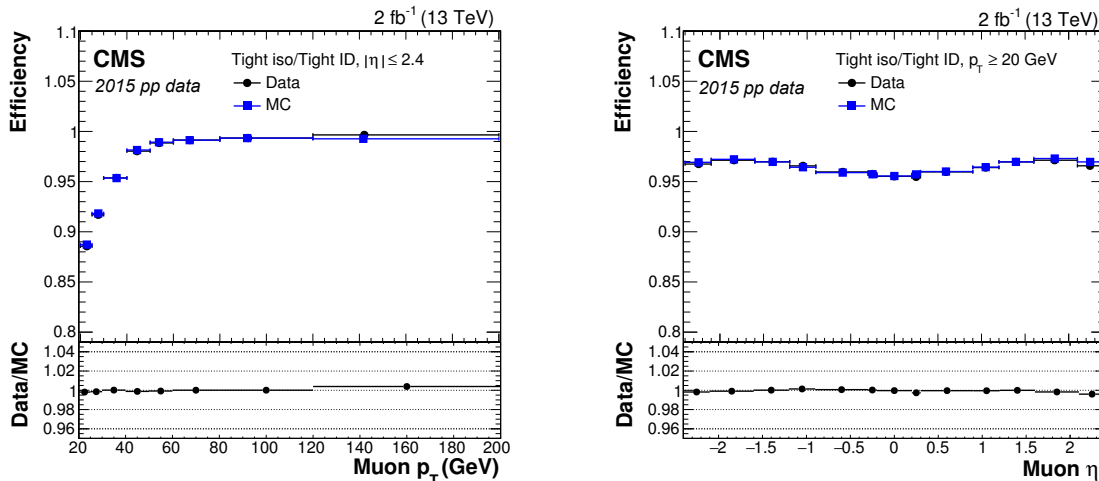 2 fb⁻¹ (13 TeV)
CMS
2015 pp data
Tight iso/Tight ID, |η| ≤ 2.4
Data
MC
Efficiency
1.1
1.05
1
0.95
0.9
0.85
0.8
Data/MC
1.04
1.02
1
0.98
0.96
20 40 60 80 100 120 140 160 180 200
Muon p_T (GeV)
2 fb⁻¹ (13 TeV)
CMS
2015 pp data
Tight iso/Tight ID, p_T ≥ 20 GeV
Data
MC
Efficiency
1.1
1.05
1
0.95
0.9
0.85
0.8
Data/MC
1.04
1.02
1
0.98
0.96
−2 −1.5 −1 −0.5 0 0.5 1 1.5 2
Muon η